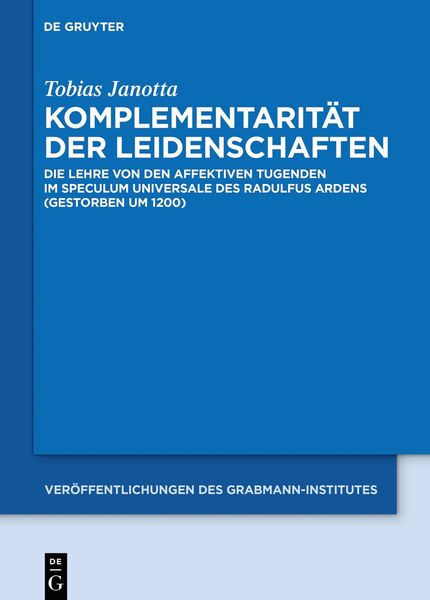 DE GRUYTER
Tobias Janotta
KOMPLEMENTARITÄT
DER LEIDENSCHAFTEN
DIE LEHRE VON DEN AFFEKTIVEN TUGENDEN
IM SPECULUM UNIVERSALE DES RADULFUS ARDENS
(GESTORBEN UM 1200)
VERÖFFENTLICHUNGEN DES GRABMANN-INSTITUTES
DE
G